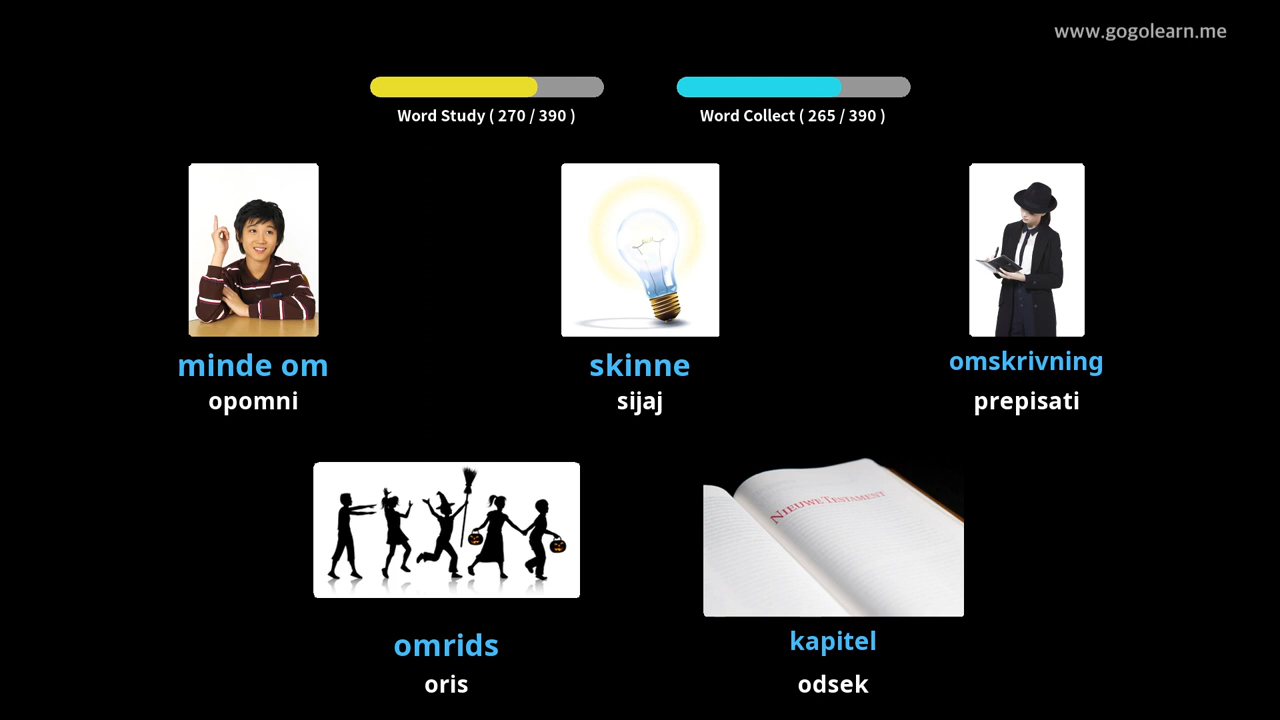 www.gogolearn.me
Word Study ( 270 / 390 )
Word Collect ( 265 / 390 )
minde om
opomni
skinne
sijaj
omskrivning
prepisati
NIEUWE TESTAMENT
omrids
oris
kapitel
odsek